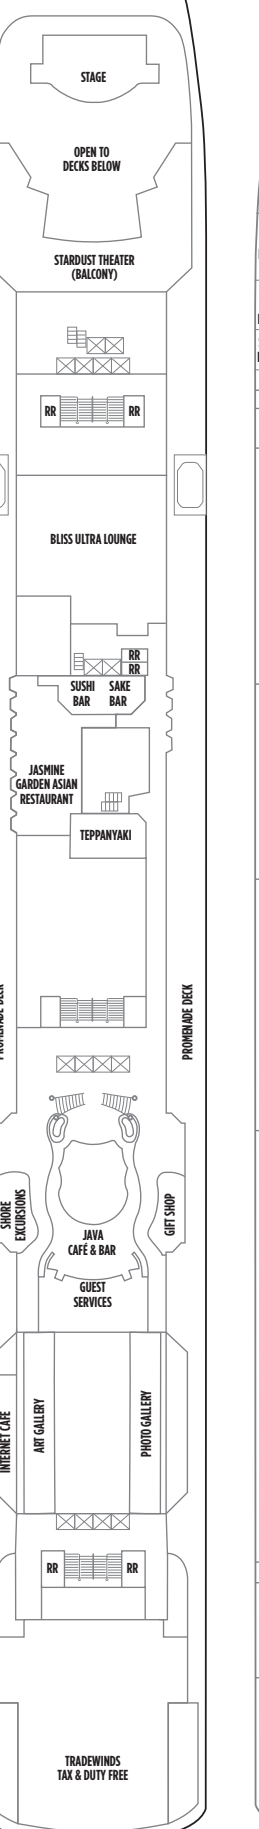 STAGE
OPEN TO
DECKS BELOW
STARDUST THEATER
(BALCONY)
RR
RR
BLISS ULTRA LOUNGE
RR
RR
SUSHI
BAR
SAKE
BAR
JASMINE
GARDEN ASIAN
RESTAURANT
TEPPANYAKI
PROMENADE DECK
PROMENADE DECK
SHORE
EXCURSIONS
JAVA
CAFÉ & BAR
GIFT SHOP
GUEST
SERVICES
INTERNET CAFÉ
ART GALLERY
PHOTO GALLERY
RR
RR
TRADEWINDS
TAX & DUTY FREE